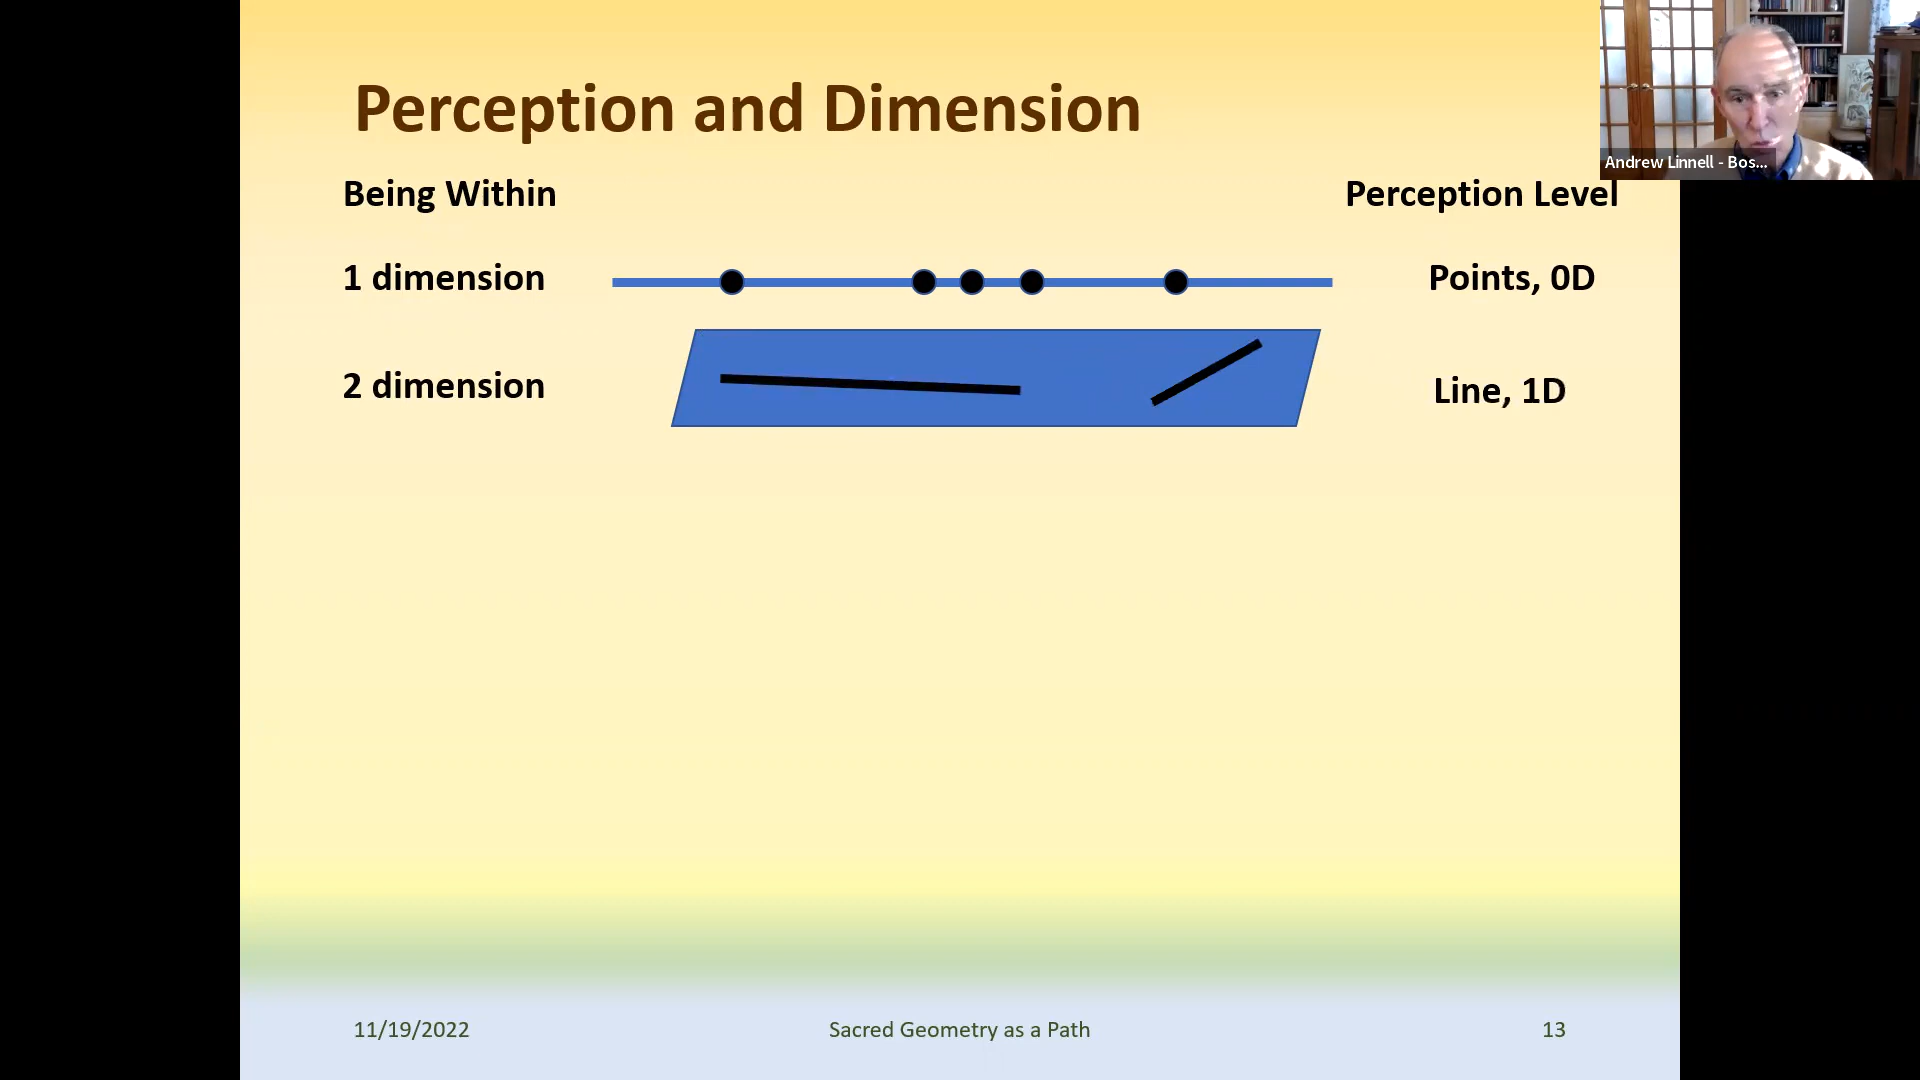 Perception and Dimension
Andrew Linnell - Bos...
Being Within
Perception Level
1 dimension
Points, 0D
2 dimension
Line, 1D
11/19/2022
Sacred Geometry as a Path
13